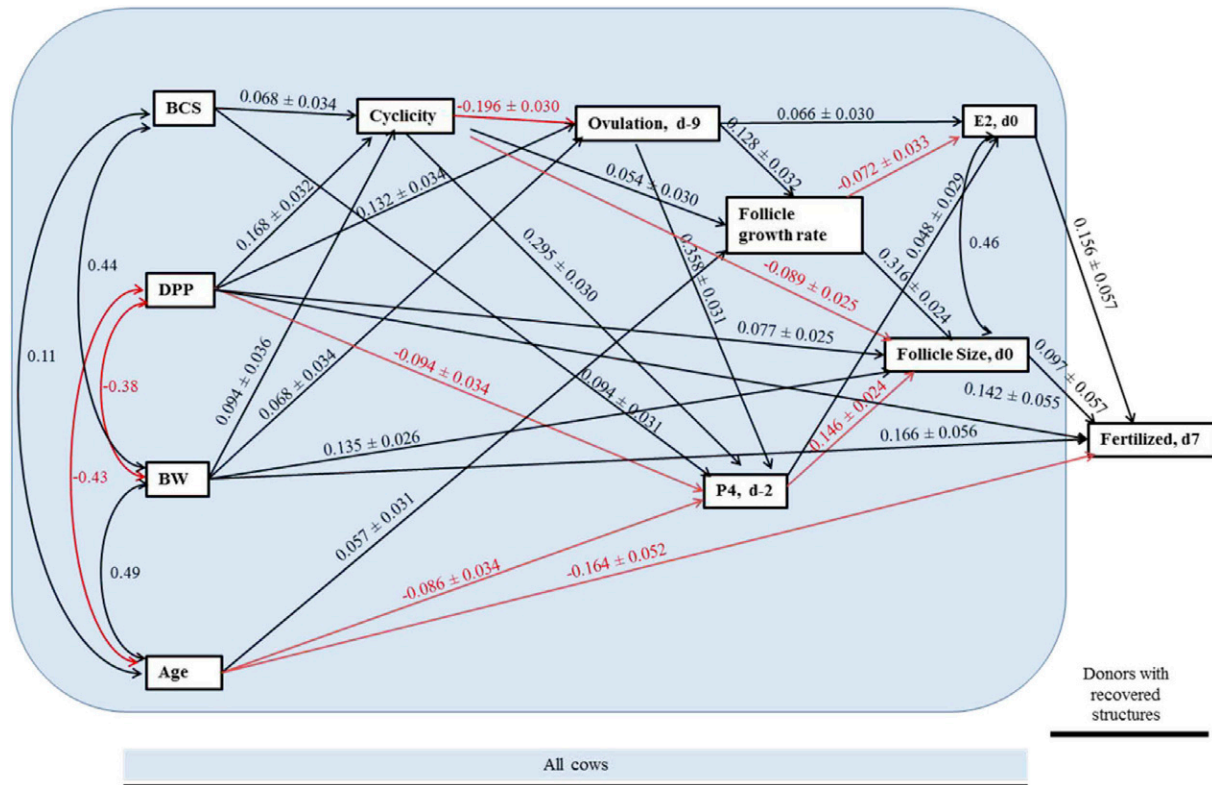 BCS
0.068 ± 0.034
Cyclicity
-0.196 ± 0.030
Ovulation, d-9
0.066 ± 0.030
E2, d0
0.128 ± 0.032
-0.072 ± 0.033
0.168 ± 0.032
0.132 ± 0.034
0.054 ± 0.030
Follicle
growth rate
0.048 ± 0.029
0.156 ± 0.057
0.44
0.295 ± 0.030
0.358 ± 0.031
0.316 ± 0.024
0.46
-0.089 ± 0.025
DPP
0.077 ± 0.025
Follicle Size, d0
0.11
-0.38
0.094 ± 0.036
0.068 ± 0.034
-0.094 ± 0.034
0.094 ± 0.031
0.146 ± 0.024
0.142 ± 0.055
0.097 ± 0.057
-0.43
BW
0.135 ± 0.026
0.166 ± 0.056
Fertilized, d7
P4, d-2
0.057 ± 0.031
0.49
-0.086 ± 0.034
-0.164 ± 0.052
Age
Donors with
recovered
structures
All cows